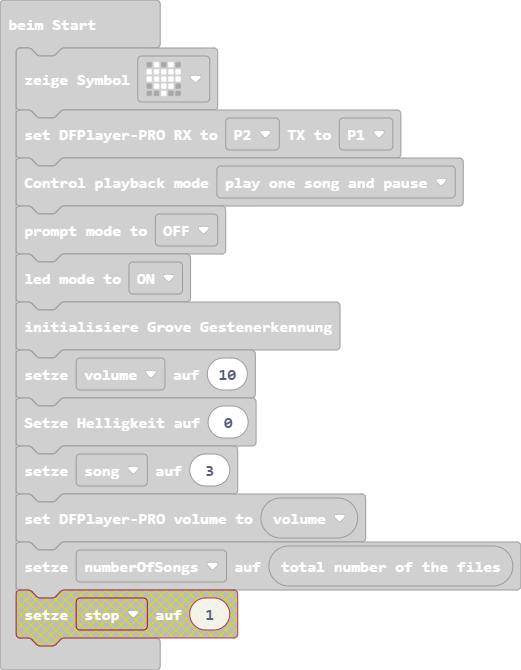 beim Start
zeige Symbol
set DFPlayer-PRO RX to P2 TX to P1
Control playback mode play one song and pause
prompt mode to OFF
led mode to ON
initialisiere Grove Gestenerkennung
setze volume auf 10
Setze Helligkeit auf 0
setze song auf 3
set DFPlayer-PRO volume to volume
setze numberOfSongs auf total number of the files
setze stop auf 1